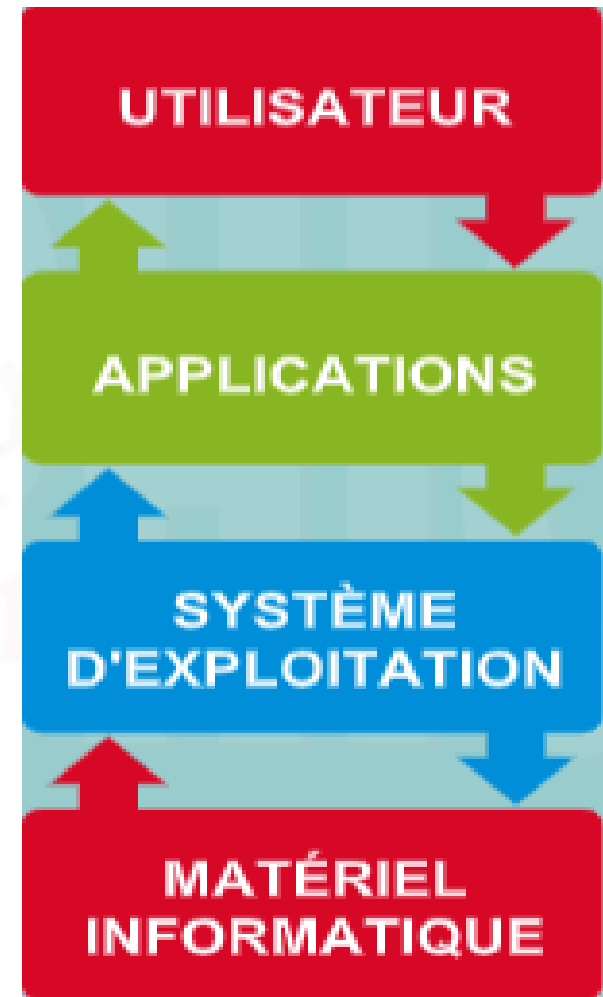 UTILISATEUR
APPLICATIONS
SYSTÈME
D'EXPLOITATION
MATÉRIEL
INFORMATIQUE